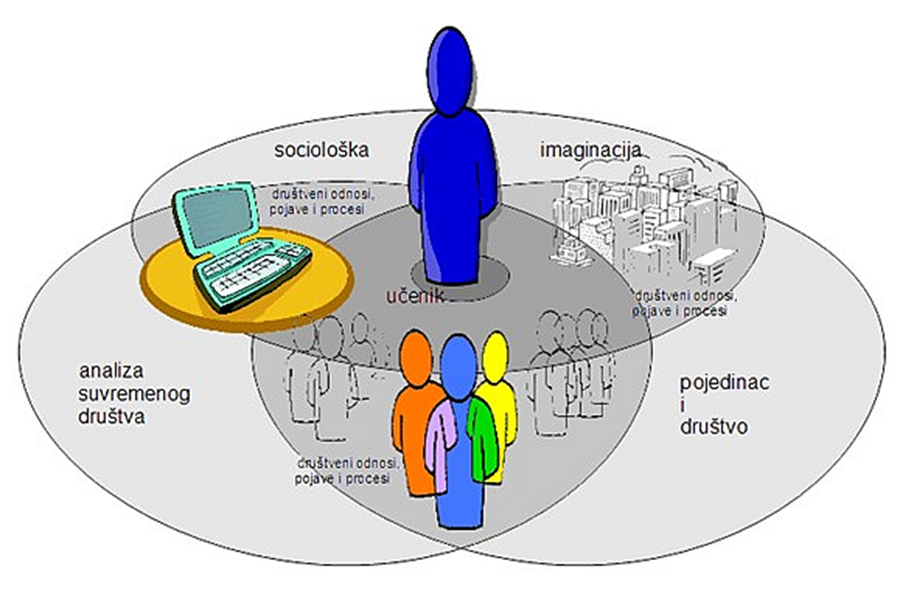 sociološka
imaginacija
društveni odnosi,
pojave i procesi
učenik
društveni odnosi,
pojave i procesi
analiza
suvremenog
društva
pojedinac
i
društvo
društveni odnosi,
pojave i procesi